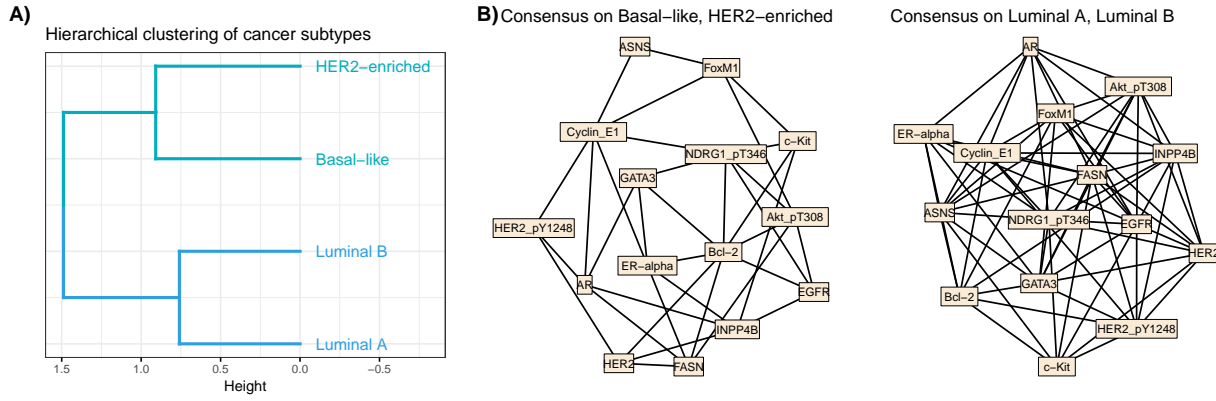 A)
Hierarchical clustering of cancer subtypes
HER2−enriched
Basal−like
Luminal B
Luminal A
1.5 1.0 0.5 0.0 −0.5
Height
B)
Consensus on Basal−like, HER2−enriched
ASNS
FoxM1
Cyclin_E1
c−Kit
NDRG1_pT346
GATA3
Akt_pT308
HER2_pY1248
Bcl−2
ER−alpha
AR
EGFR
INPP4B
HER2
FASN
Consensus on Luminal A, Luminal B
AR
Akt_pT308
FoxM1
ER−alpha
Cyclin_E1
INPP4B
FASN
ASNS
NDRG1_pT346
EGFR
HER2
GATA3
Bcl−2
HER2_pY1248
c−Kit